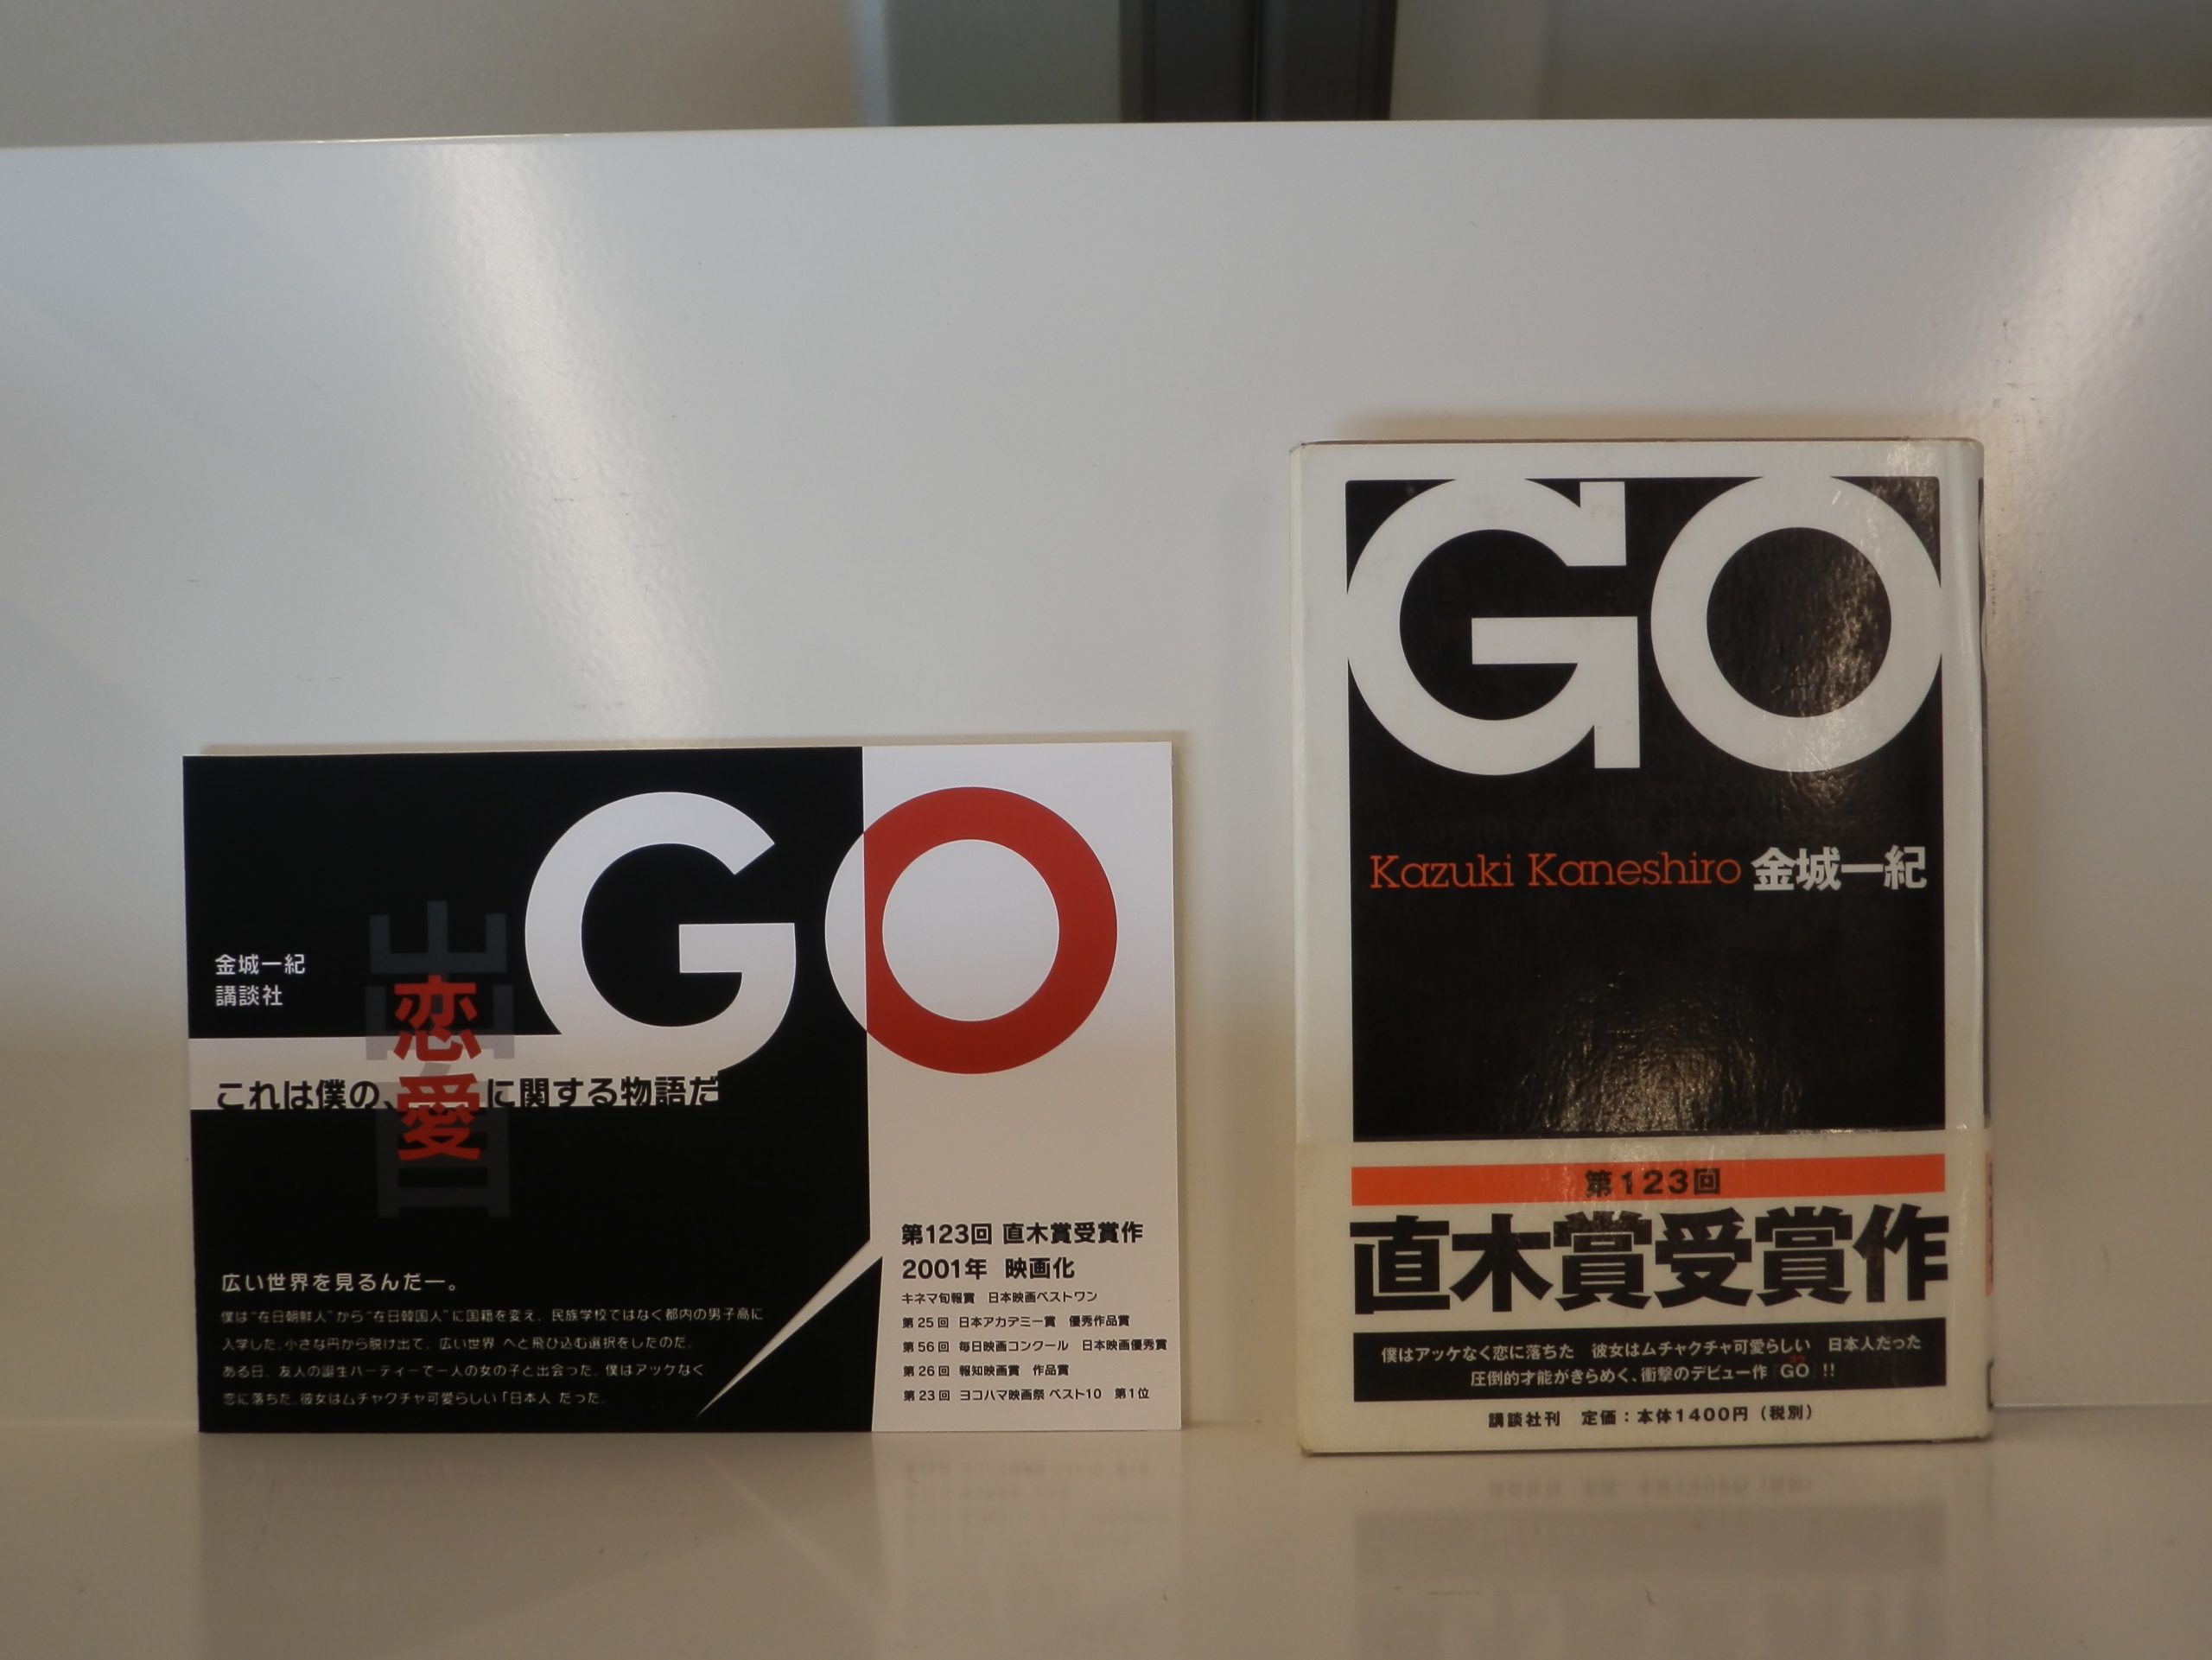 GO
金城一紀
講談社
出自
これは僕の、恋愛に関する物語だ
広い世界を見るんだ―。
僕は“在日朝鮮人”から“在日韓国人”に国籍を変え、民族学校ではなく都内の男子高に
入学した。小さな円から脱け出て、広い世界 へと飛び込む選択をしたのだ。
ある日、友人の誕生パーティーで一人の女の子と出会った。僕はアッケなく
恋に落ちた。彼女はムチャクチャ可愛らしい「日本人 だった。
第123回 直木賞受賞作
2001年 映画化
キネマ旬報賞 日本映画ベストワン
第25回 日本アカデミー賞 優秀作品賞
第56回 毎日映画コンクール 日本映画優秀賞
第26回 報知映画賞 作品賞
第23回 ヨコハマ映画祭 ベスト10 第1位
GO
Kazuki Kaneshiro 金城一紀
第123回
直木賞受賞作
僕はアッケなく恋に落ちた 彼女はムチャクチャ可愛らしい 日本人だった
圧倒的才能がきらめく、衝撃のデビュー作『GO』!!
講談社刊 定価：本体1400円（税別）